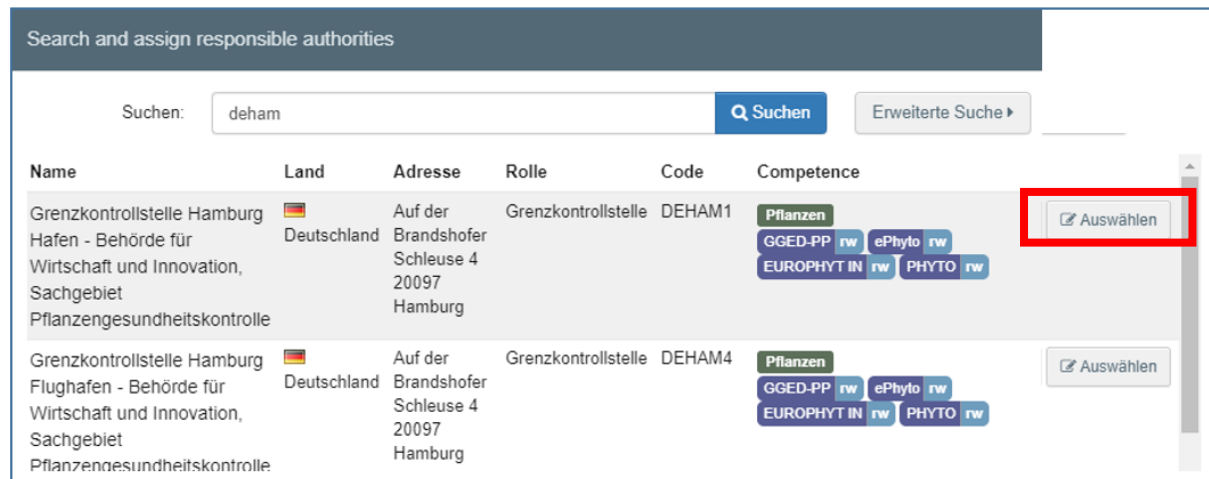 Search and assign responsible authorities
Suchen: deham Suchen Erweiterte Suche
Name Land Adresse Rolle Code Competence
Grenzkontrollstelle Hamburg Auf der Grenzkontrollstelle DEHAM1 Pflanzen Auswählen
Hafen - Behörde für Deutschland Brandshofer GGED-PP rw ePhyto rw
Wirtschaft und Innovation, Schleuse 4 EUROPHYT IN rw PHYTO rw
Sachgebiet 20097
Pflanzengesundheitskontrolle Hamburg
Grenzkontrollstelle Hamburg Auf der Grenzkontrollstelle DEHAM4 Pflanzen Auswählen
Flughafen - Behörde für Deutschland Brandshofer GGED-PP rw ePhyto rw
Wirtschaft und Innovation, Schleuse 4 EUROPHYT IN rw PHYTO rw
Sachgebiet 20097
Pflanzengesundheitskontrolle Hamburg